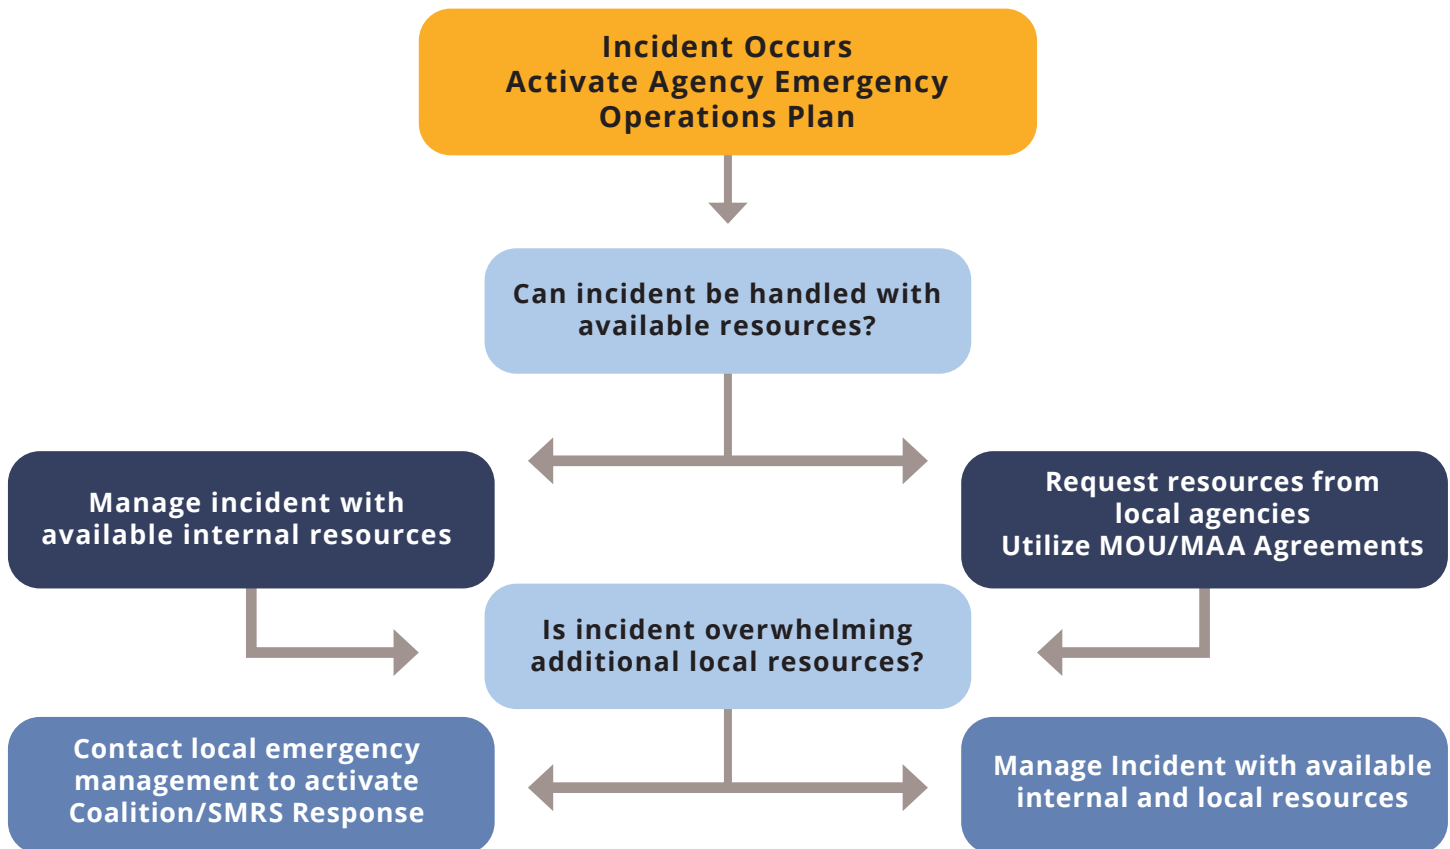 Incident Occurs
Activate Agency Emergency
Operations Plan
Can incident be handled with
available resources?
Manage incident with
available internal resources
Request resources from
local agencies
Utilize MOU/MAA Agreements
Is incident overwhelming
additional local resources?
Contact local emergency
management to activate
Coalition/SMRS Response
Manage Incident with available
internal and local resources